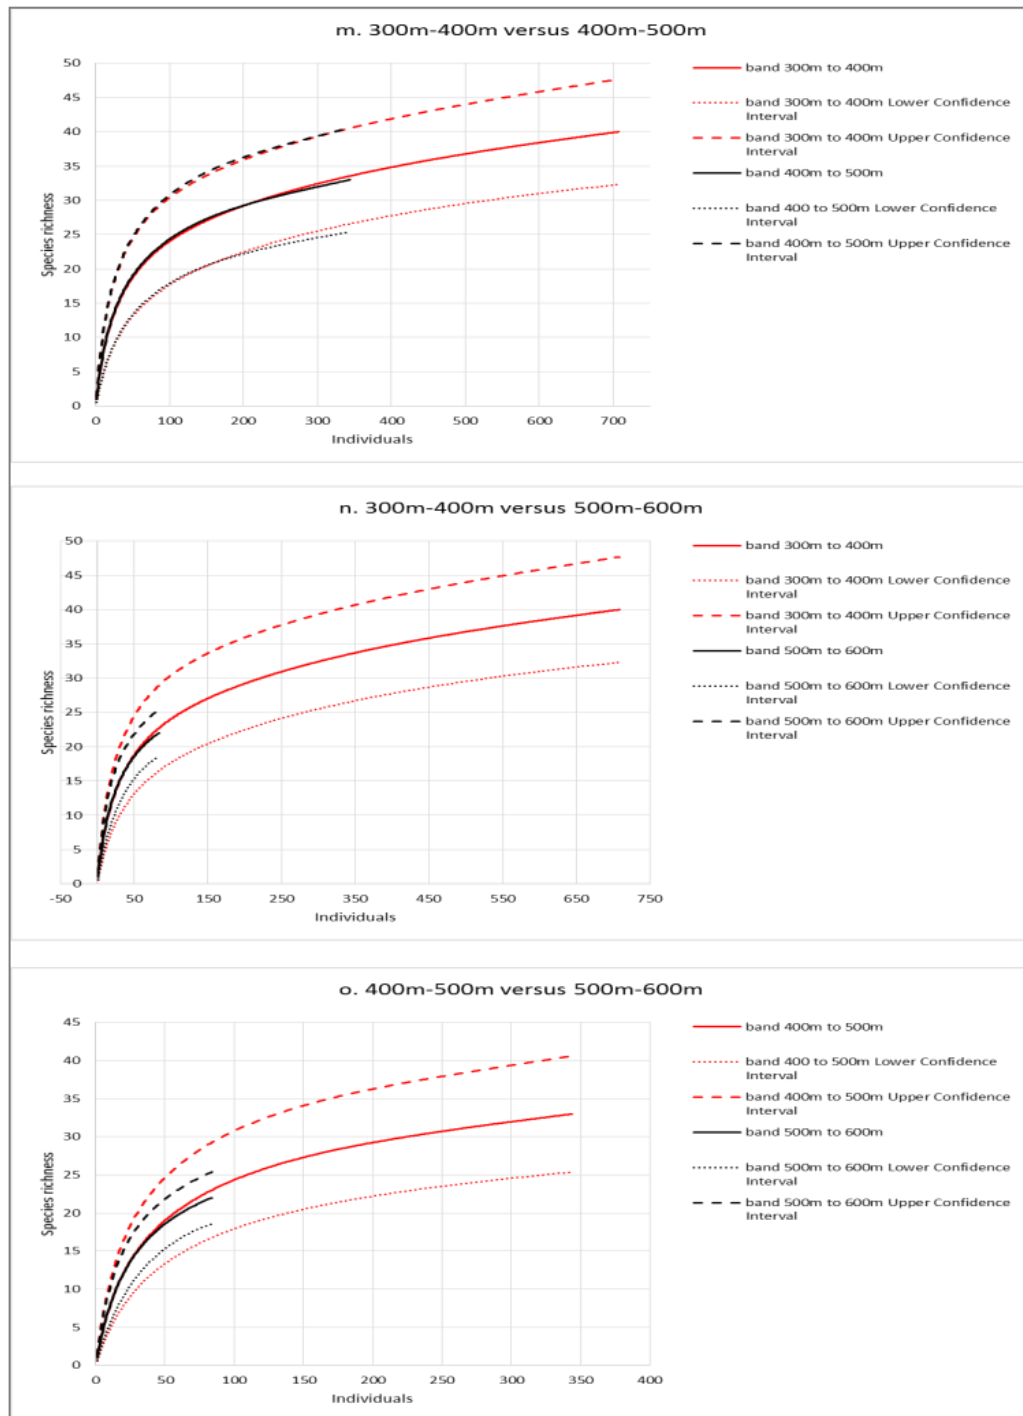 m. 300m-400m versus 400m-500m
50
45
40
35
30
25
20
15
10
5
0
Species richness
0 100 200 300 400 500 600 700
Individuals
band 300m to 400m
band 300m to 400m Lower Confidence
Interval
band 300m to 400m Upper Confidence
Interval
band 400m to 500m
band 400 to 500m Lower Confidence
Interval
band 400m to 500m Upper Confidence
Interval
n. 300m-400m versus 500m-600m
50
45
40
35
30
25
20
15
10
5
0
Species richness
-50 50 150 250 350 450 550 650 750
Individuals
band 300m to 400m
band 300m to 400m Lower Confidence
Interval
band 300m to 400m Upper Confidence
Interval
band 500m to 600m
band 500m to 600m Lower Confidence
Interval
band 500m to 600m Upper Confidence
Interval
o. 400m-500m versus 500m-600m
45
40
35
30
25
20
15
10
5
0
Species richness
0 50 100 150 200 250 300 350 400
Individuals
band 400m to 500m
band 400 to 500m Lower Confidence
Interval
band 400m to 500m Upper Confidence
Interval
band 500m to 600m
band 500m to 600m Lower Confidence
Interval
band 500m to 600m Upper Confidence
Interval